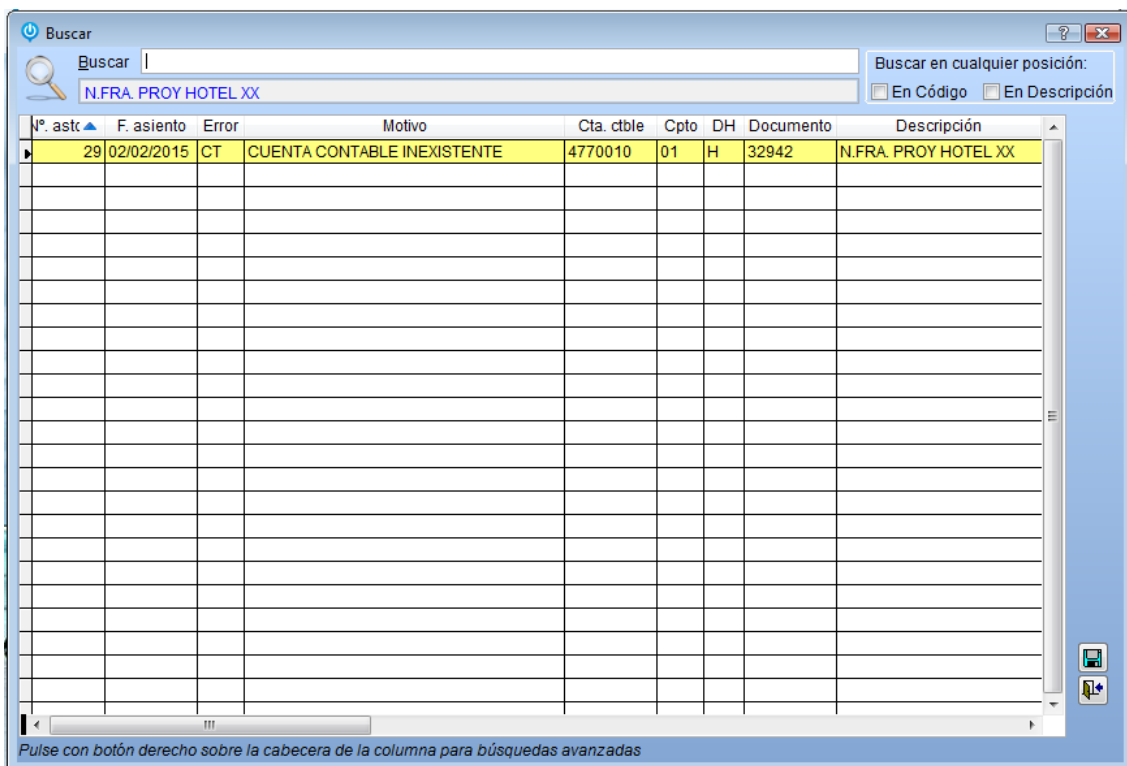 Buscar
Buscar
Buscar en cualquier posición:
N.FRA. PROY HOTEL XX
En Código En Descripción
Nº. astc F. asiento Error Motivo Cta. ctble Cpto DH Documento Descripción
29 02/02/2015 CT CUENTA CONTABLE INEXISTENTE 4770010 01 H 32942 N.FRA. PROY HOTEL XX
Pulse con botón derecho sobre la cabecera de la columna para búsquedas avanzadas